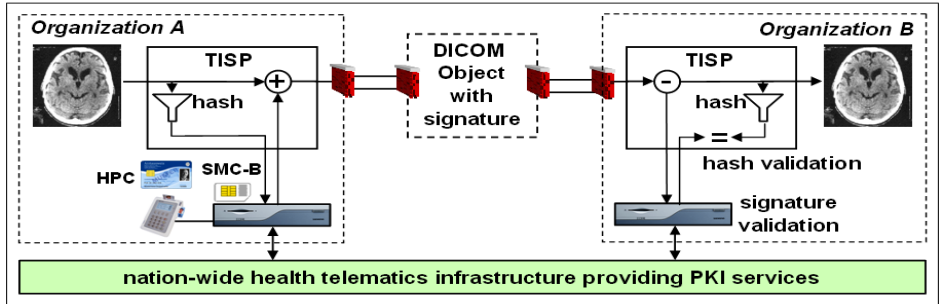 Organization A
TISP
hash
+
HPC
SMC-B
DICOM
Object
with
signature
Organization B
TISP
-
hash
=
hash validation
signature
validation
nation-wide health telematics infrastructure providing PKI services